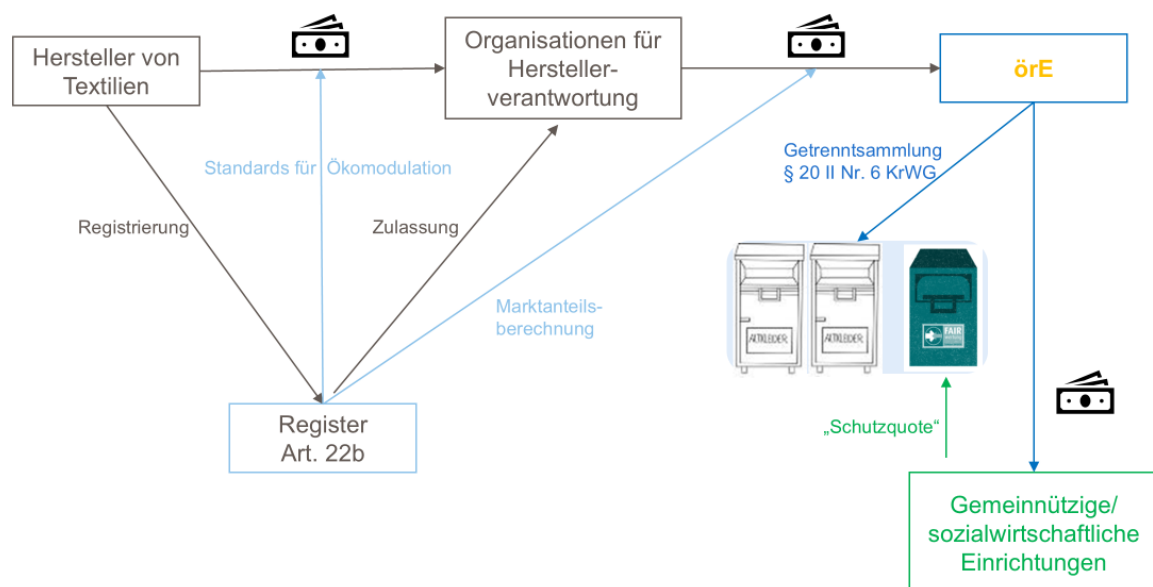 Hersteller von
Textilien
Organisationen für
Hersteller-
verantwortung
örE
Standards für Ökomodulation
Getrenntsammlung
§ 20 II Nr. 6 KrWG
Registrierung
Zulassung
Marktanteils-
berechnung
ALTKLEIDER
ALTKLEIDER
FAIR
Register
Art. 22b
„Schutzquote“
Gemeinnützige/
sozialwirtschaftliche
Einrichtungen